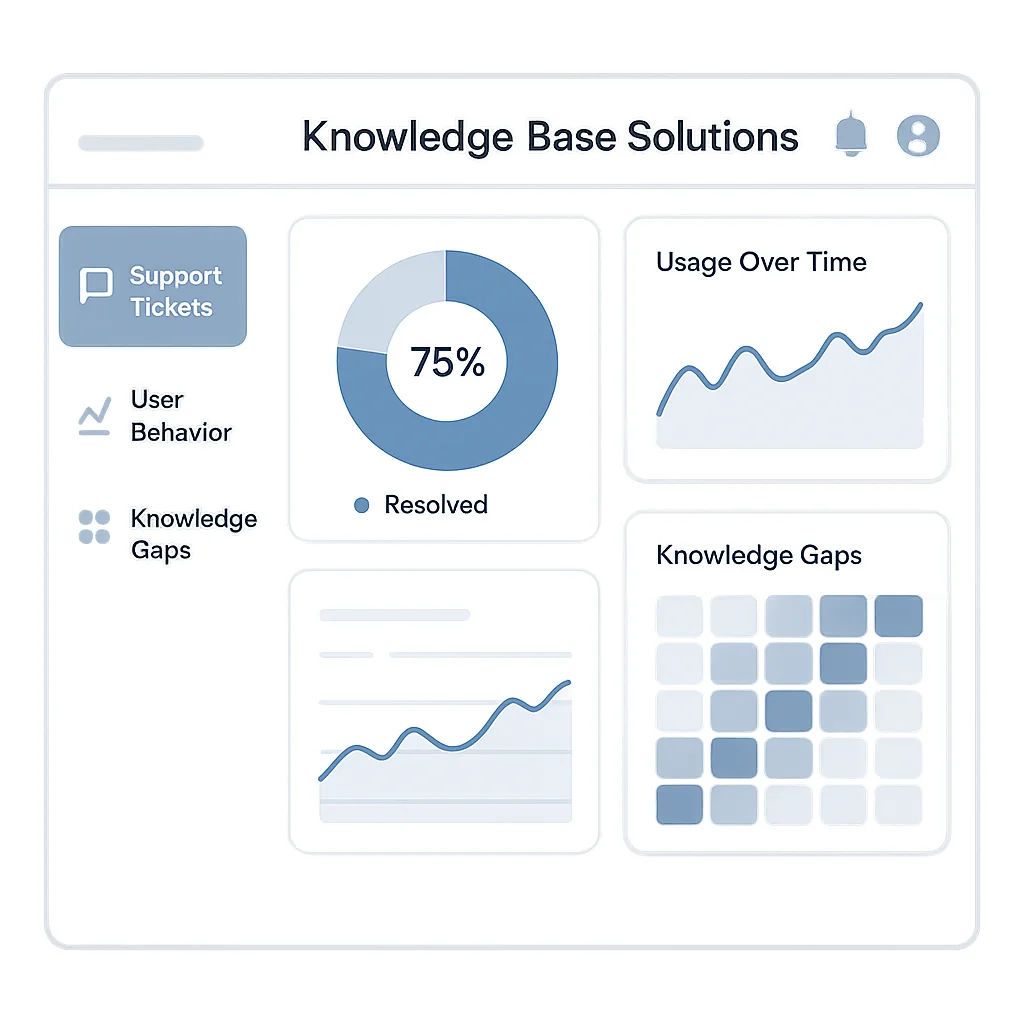 Knowledge Base Solutions
Support
Tickets
User
Behavior
Knowledge
Gaps
75%
Resolved
Usage Over Time
Knowledge Gaps